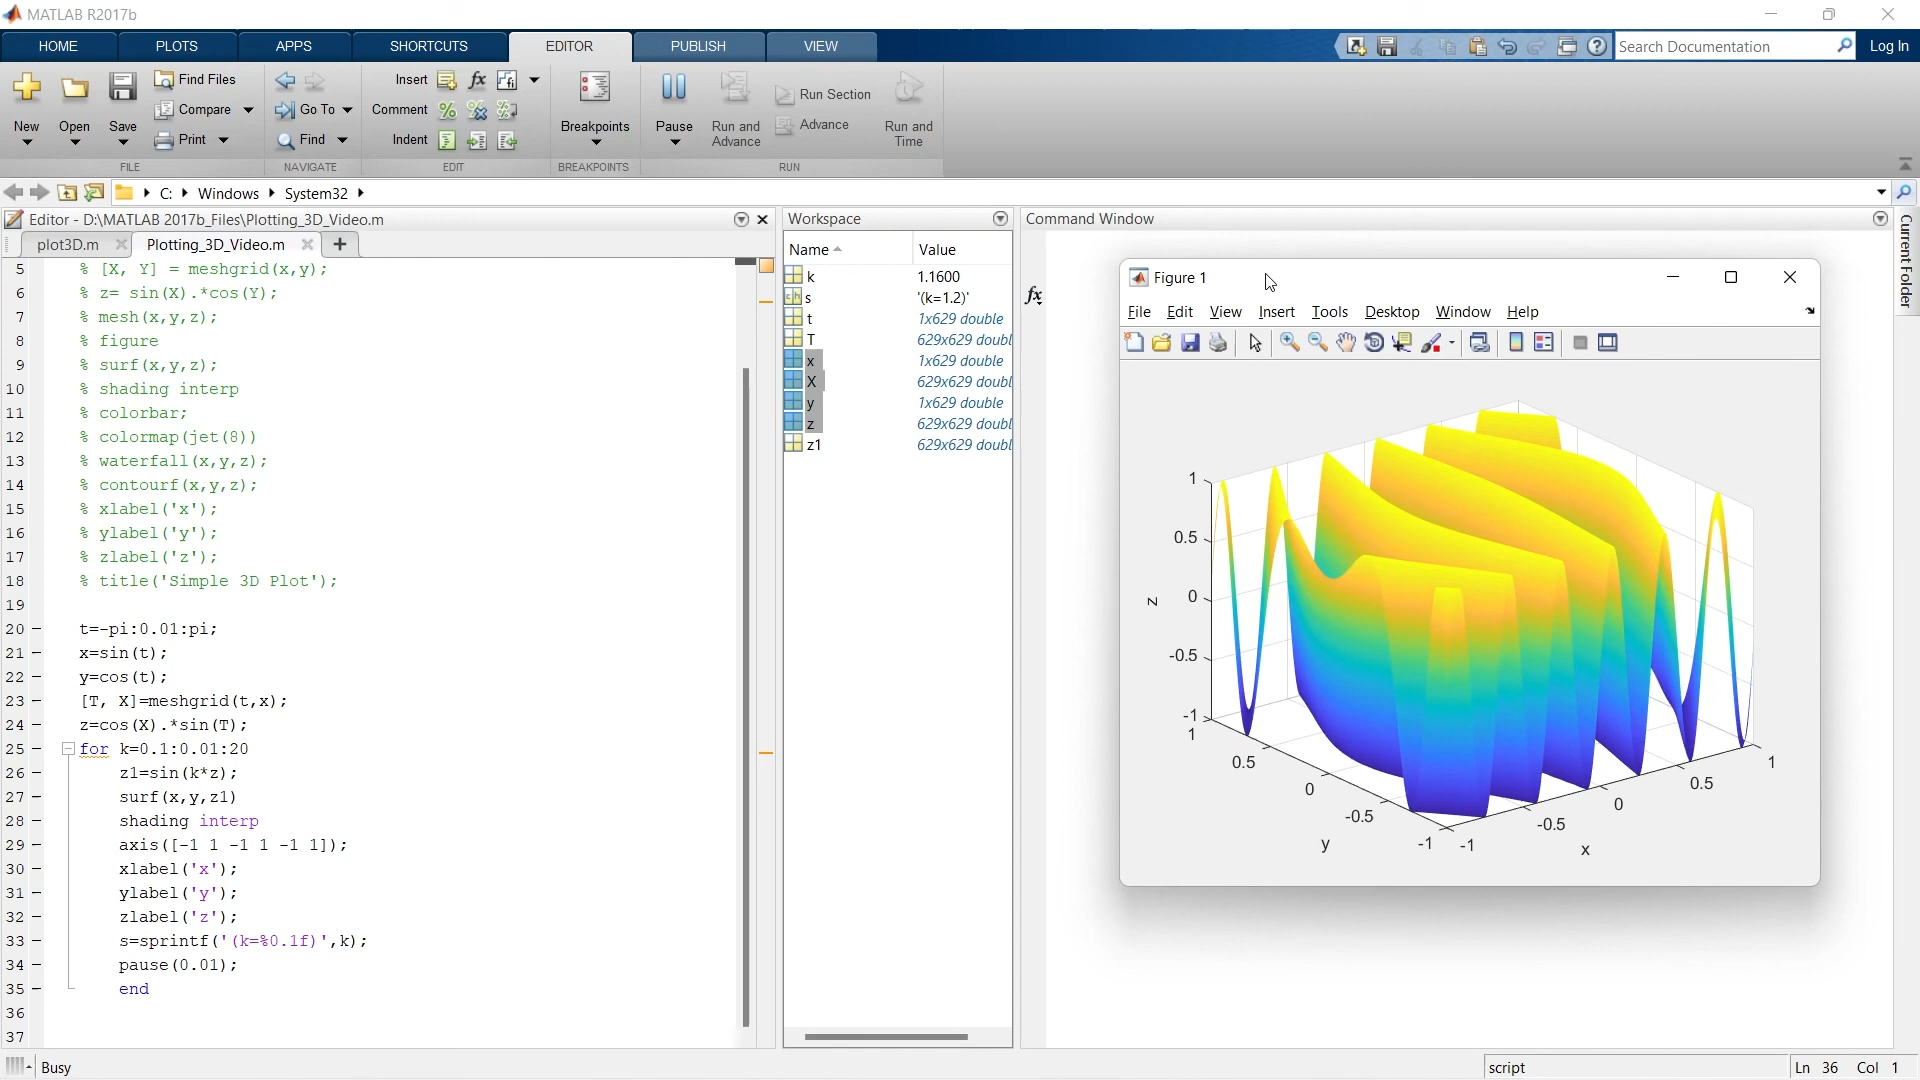 MATLAB R2017b
HOME PLOTS APPS SHORTCUTS EDITOR PUBLISH VIEW Search Documentation Log In
New Open Save Find Files Compare Print
FILE
Go To Find
NAVIGATE
Insert fx
Comment
Indent
EDIT
Breakpoints
BREAKPOINTS
Pause Run and Advance Run Section Advance Run and Time
RUN
C: Windows System32
Editor - D:\MATLAB 2017b_Files\Plotting_3D_Video.m
plot3D.m Plotting_3D_Video.m +
5 % [X, Y] = meshgrid(x,y);
6 % z= sin(X).*cos(Y);
7 % mesh(x,y,z);
8 % figure
9 % surf(x,y,z);
10 % shading interp
11 % colorbar;
12 % colormap(jet(8))
13 % waterfall(x,y,z);
14 % contourf(x,y,z);
15 % xlabel('x');
16 % ylabel('y');
17 % zlabel('z');
18 % title('Simple 3D Plot');
19
20 – t=-pi:0.01:pi;
21 – x=sin(t);
22 – y=cos(t);
23 – [T, X]=meshgrid(t,x);
24 – z=cos(X).*sin(T);
25 – for k=0.1:0.01:20
26 – z1=sin(k*z);
27 – surf(x,y,z1)
28 – shading interp
29 – axis([-1 1 -1 1 -1 1]);
30 – xlabel('x');
31 – ylabel('y');
32 – zlabel('z');
33 – s=sprintf('(k=%0.1f)',k);
34 – pause(0.01);
35 – end
36
37
Workspace
Name Value
k 1.1600
s '(k=1.2)'
t 1x629 double
T 629x629 doubl
x 1x629 double
X 629x629 doubl
y 1x629 double
z 629x629 doubl
z1 629x629 doubl
Command Window
fx
Current Folder
Figure 1
File Edit View Insert Tools Desktop Window Help
1
0.5
0
-0.5
-1
z
1
0.5
0
-0.5
-1
y
-1
-0.5
0
0.5
1
x
Busy
script Ln 36 Col 1